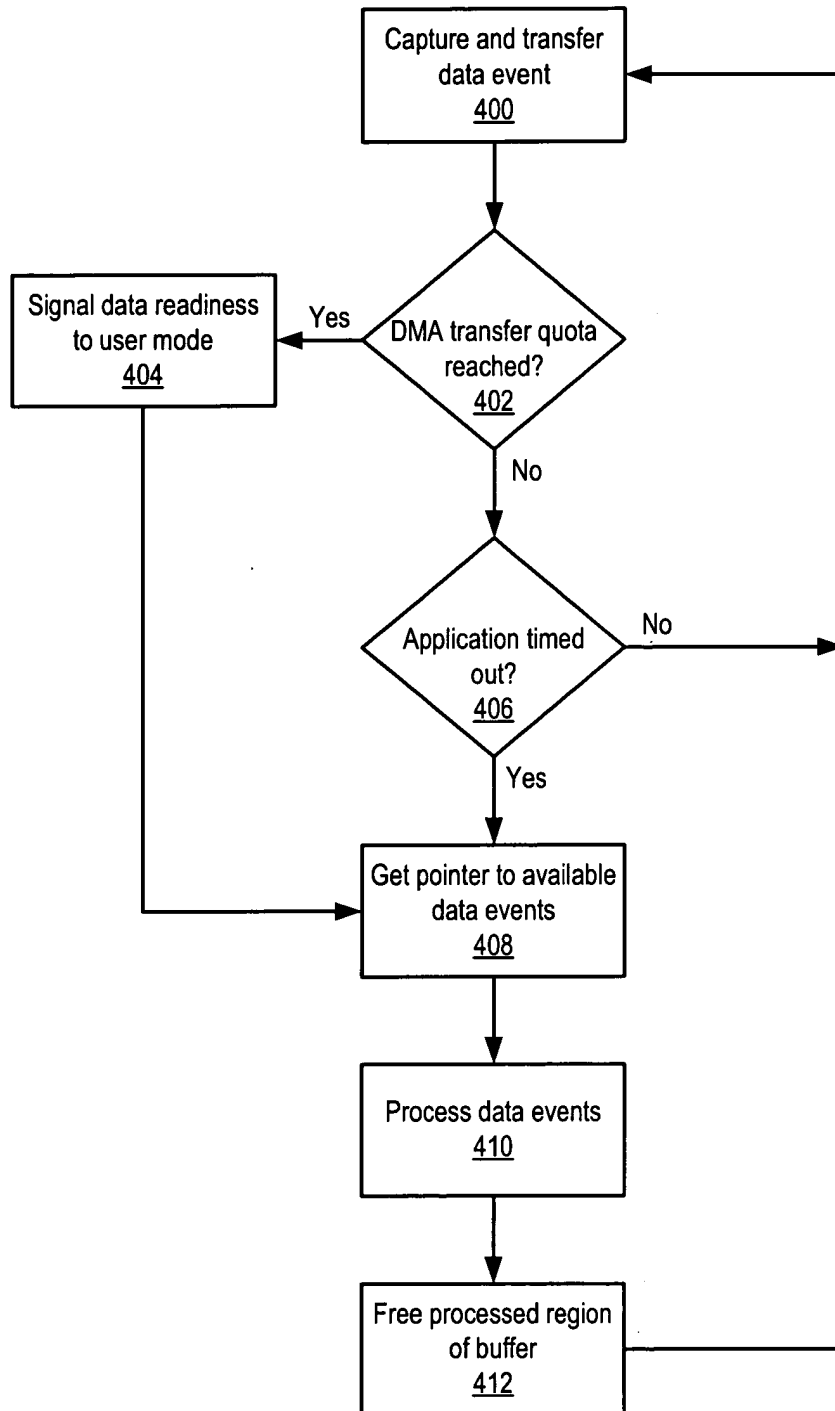 Capture and transfer
data event
400
Signal data readiness
to user mode
404
Yes
DMA transfer quota
reached?
402
No
Application timed
out?
406
No
Yes
Get pointer to available
data events
408
Process data events
410
Free processed region
of buffer
412